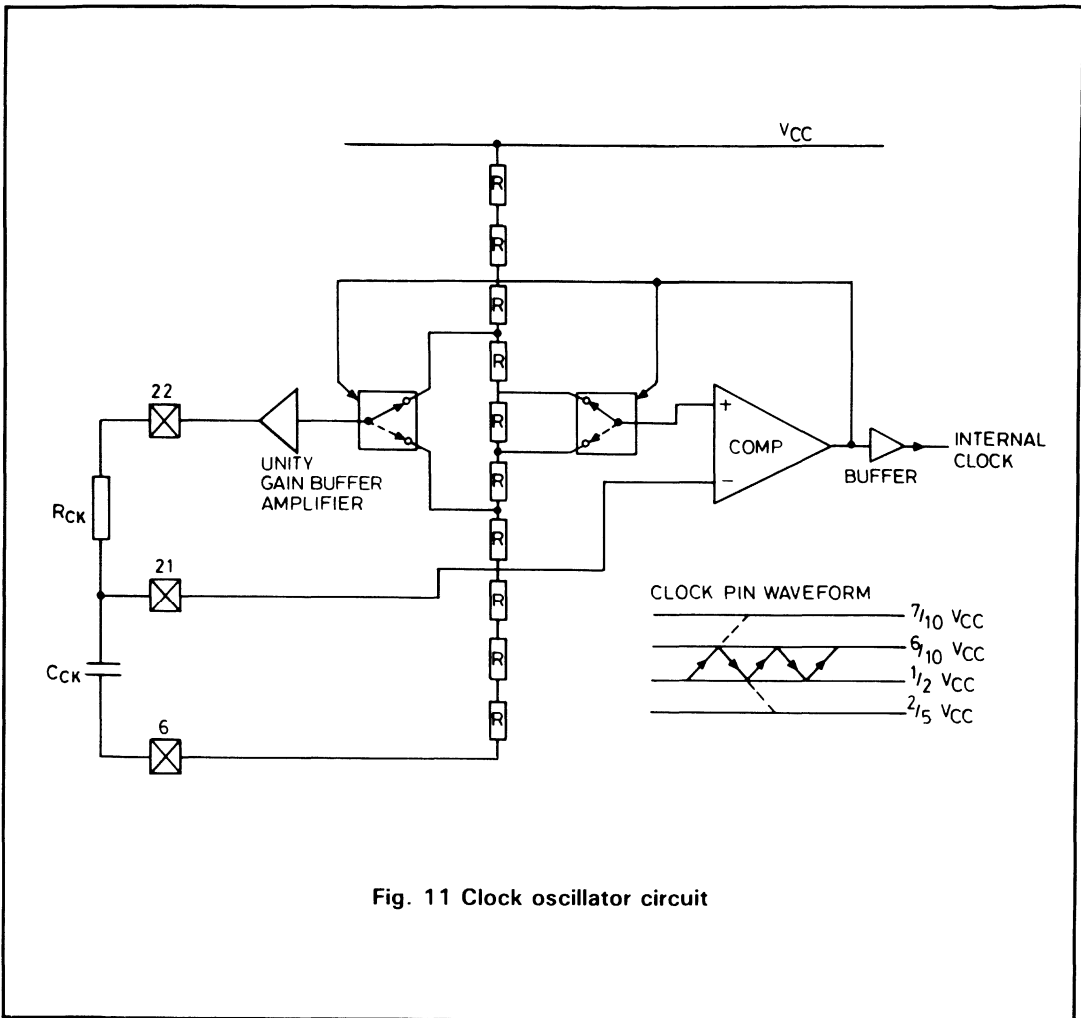 VCC
R
R
R
R
R
R
R
R
R
R
22
UNITY
GAIN BUFFER
AMPLIFIER
+
COMP
−
BUFFER
INTERNAL
CLOCK
RCK
21
CCK
6
CLOCK PIN WAVEFORM
7/10 VCC
6/10 VCC
1/2 VCC
2/5 VCC
Fig. 11 Clock oscillator circuit